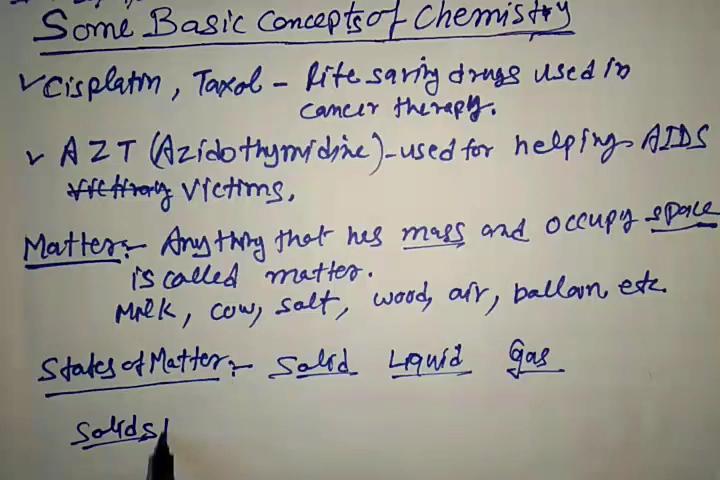 Some Basic Concepts of Chemistry
✓ Cisplatin, Taxol - Life saving drugs used in
cancer therapy.
✓ AZT (Azidothymidine) - used for helping AIDS
victims.
Matter:- Anything that has mass and occupy space
is called matter.
Milk, cow, salt, wood, air, balloon etc.
States of Matter:- Solid Liquid Gas
Solids